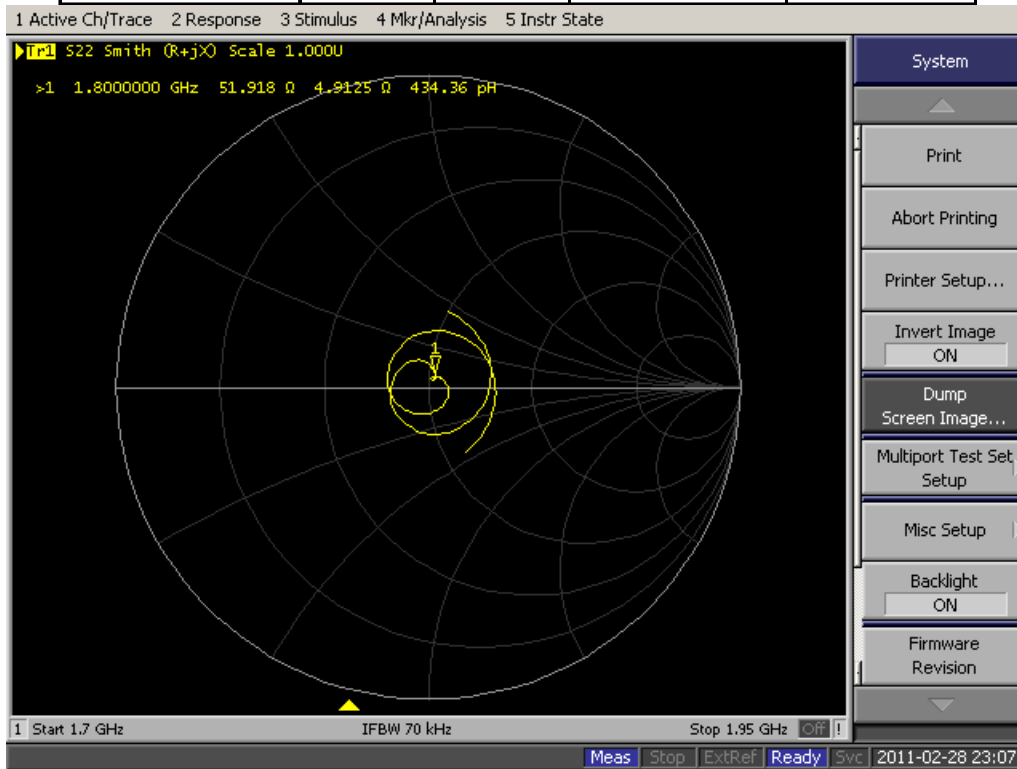 1 Active Ch/Trace 2 Response 3 Stimulus 4 Mkr/Analysis 5 Instr State
Tr1 S22 Smith (R+jX) Scale 1.000U
>1 1.8000000 GHz 51.918 Ω 4.9125 Ω 434.36 pH
1
System
Print
Abort Printing
Printer Setup...
Invert Image
ON
Dump
Screen Image...
Multiport Test Set
Setup
Misc Setup
Backlight
ON
Firmware
Revision
1 Start 1.7 GHz IFBW 70 kHz Stop 1.95 GHz Off !
Meas Stop ExtRef Ready Svc 2011-02-28 23:07